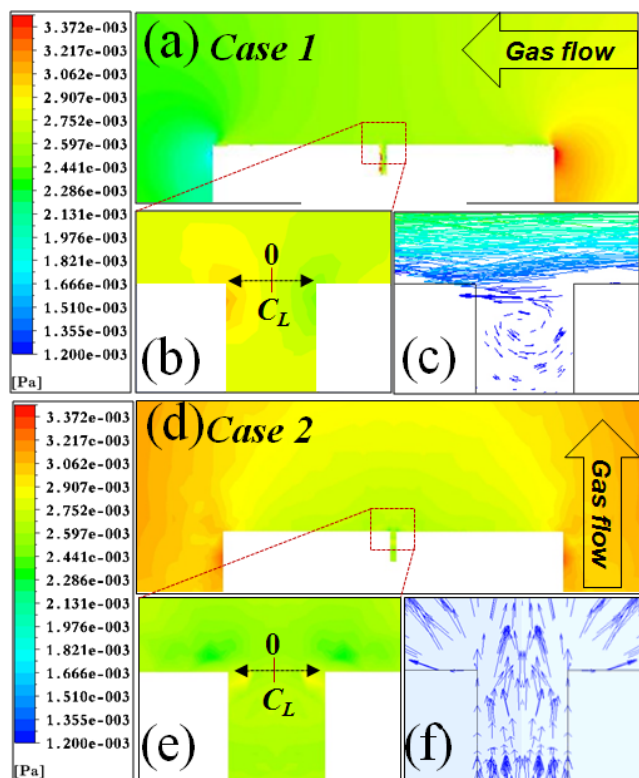 3.372e-003
3.217e-003
3.062e-003
2.907e-003
2.752e-003
2.597e-003
2.441e-003
2.286e-003
2.131e-003
1.976e-003
1.821e-003
1.665e-003
1.510e-003
1.355e-003
1.200e-003
[Pa]
(a) Case 1
Gas flow
(b)
0
CL
(c)
3.372e-003
3.217e-003
3.062e-003
2.907e-003
2.752e-003
2.597e-003
2.441e-003
2.286e-003
2.131e-003
1.976e-003
1.821e-003
1.665e-003
1.510e-003
1.355e-003
1.200e-003
[Pa]
(d) Case 2
Gas flow
(e)
0
CL
(f)